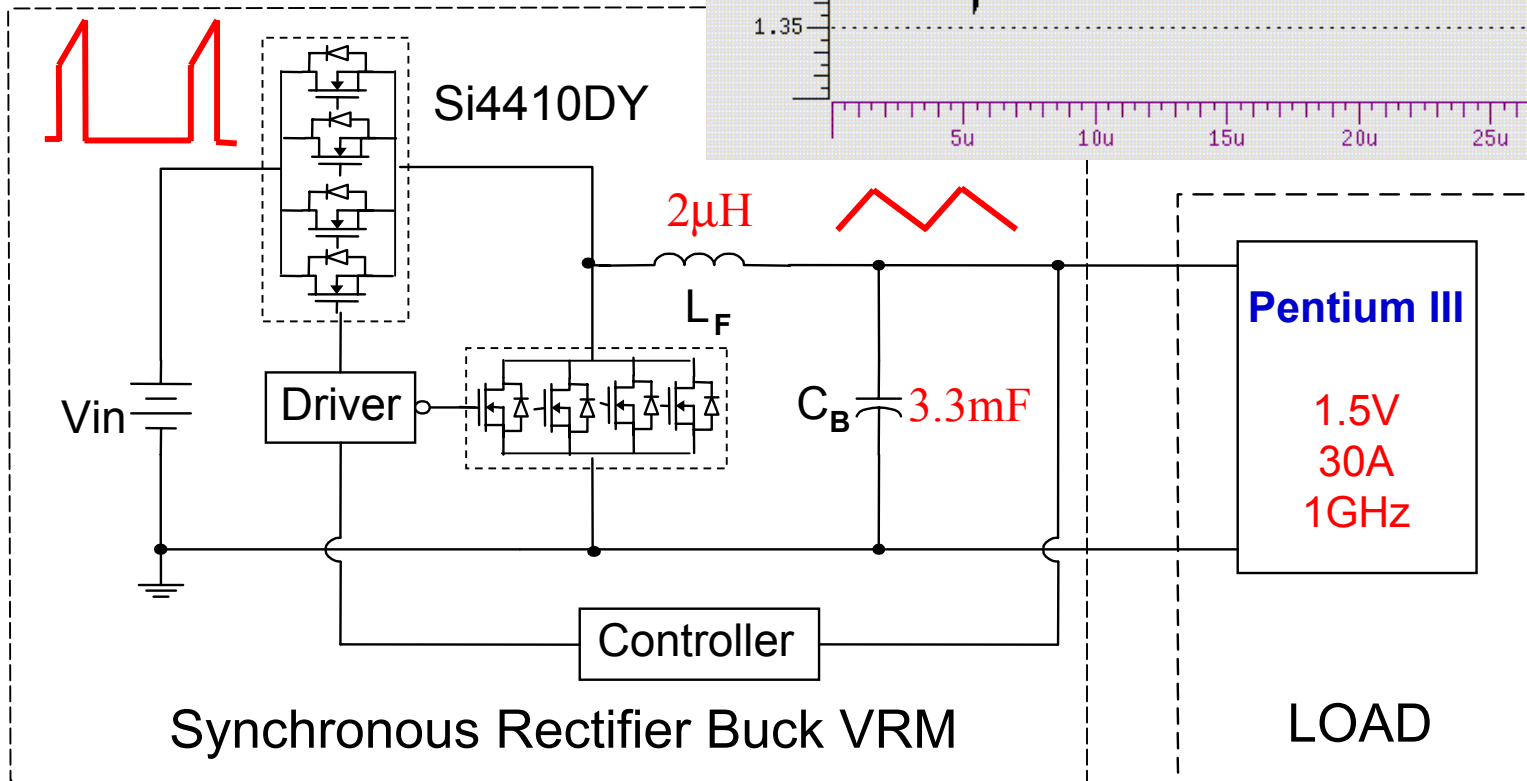 1.35
5u 10u 15u 20u 25u
Si4410DY
2μH
L_F
Vin
Driver
C_B 3.3mF
Pentium III
1.5V
30A
1GHz
Controller
Synchronous Rectifier Buck VRM
LOAD